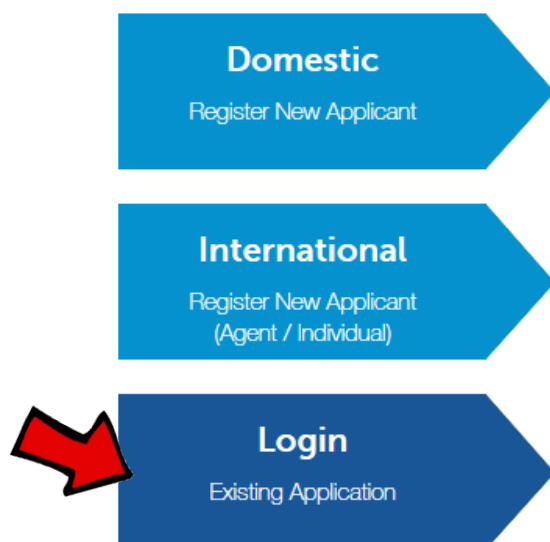 Domestic
Register New Applicant
International
Register New Applicant
(Agent / Individual)
Login
Existing Application